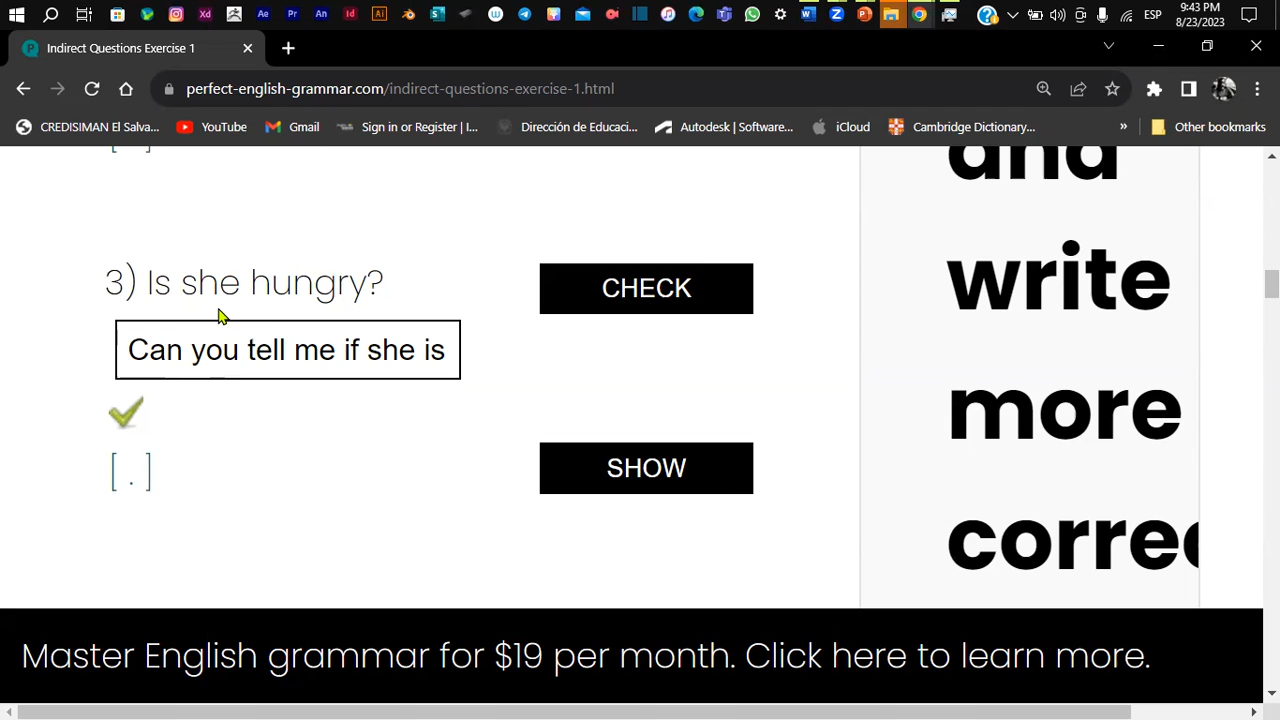 9:43 PM
ESP
8/23/2023
Indirect Questions Exercise 1
perfect-english-grammar.com/indirect-questions-exercise-1.html
CREDISIMAN El Salva...
YouTube
Gmail
Sign in or Register | I...
Dirección de Educaci...
Autodesk | Software...
iCloud
Cambridge Dictionary...
»
Other bookmarks
and
write
more
correc
3) Is she hungry?
CHECK
Can you tell me if she is
[ . ]
SHOW
Master English grammar for $19 per month. Click here to learn more.